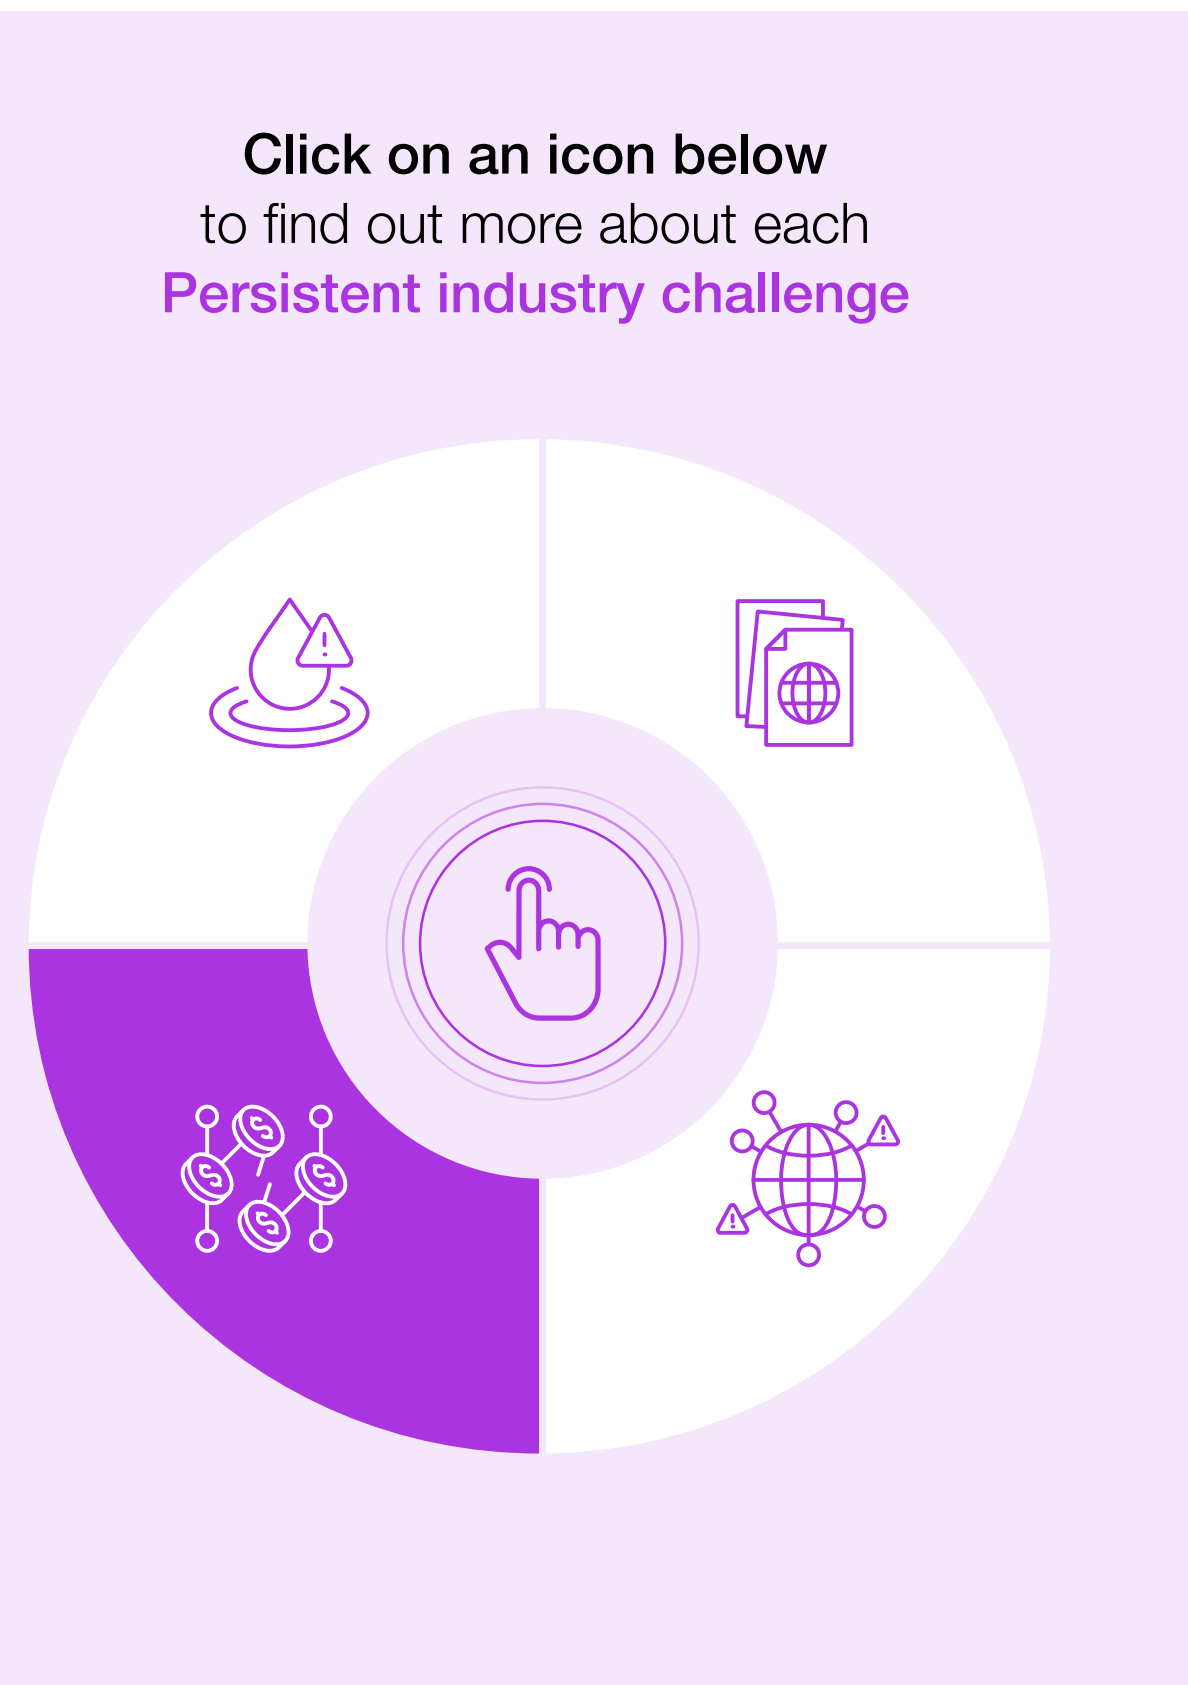 Click on an icon below
to find out more about each
Persistent industry challenge